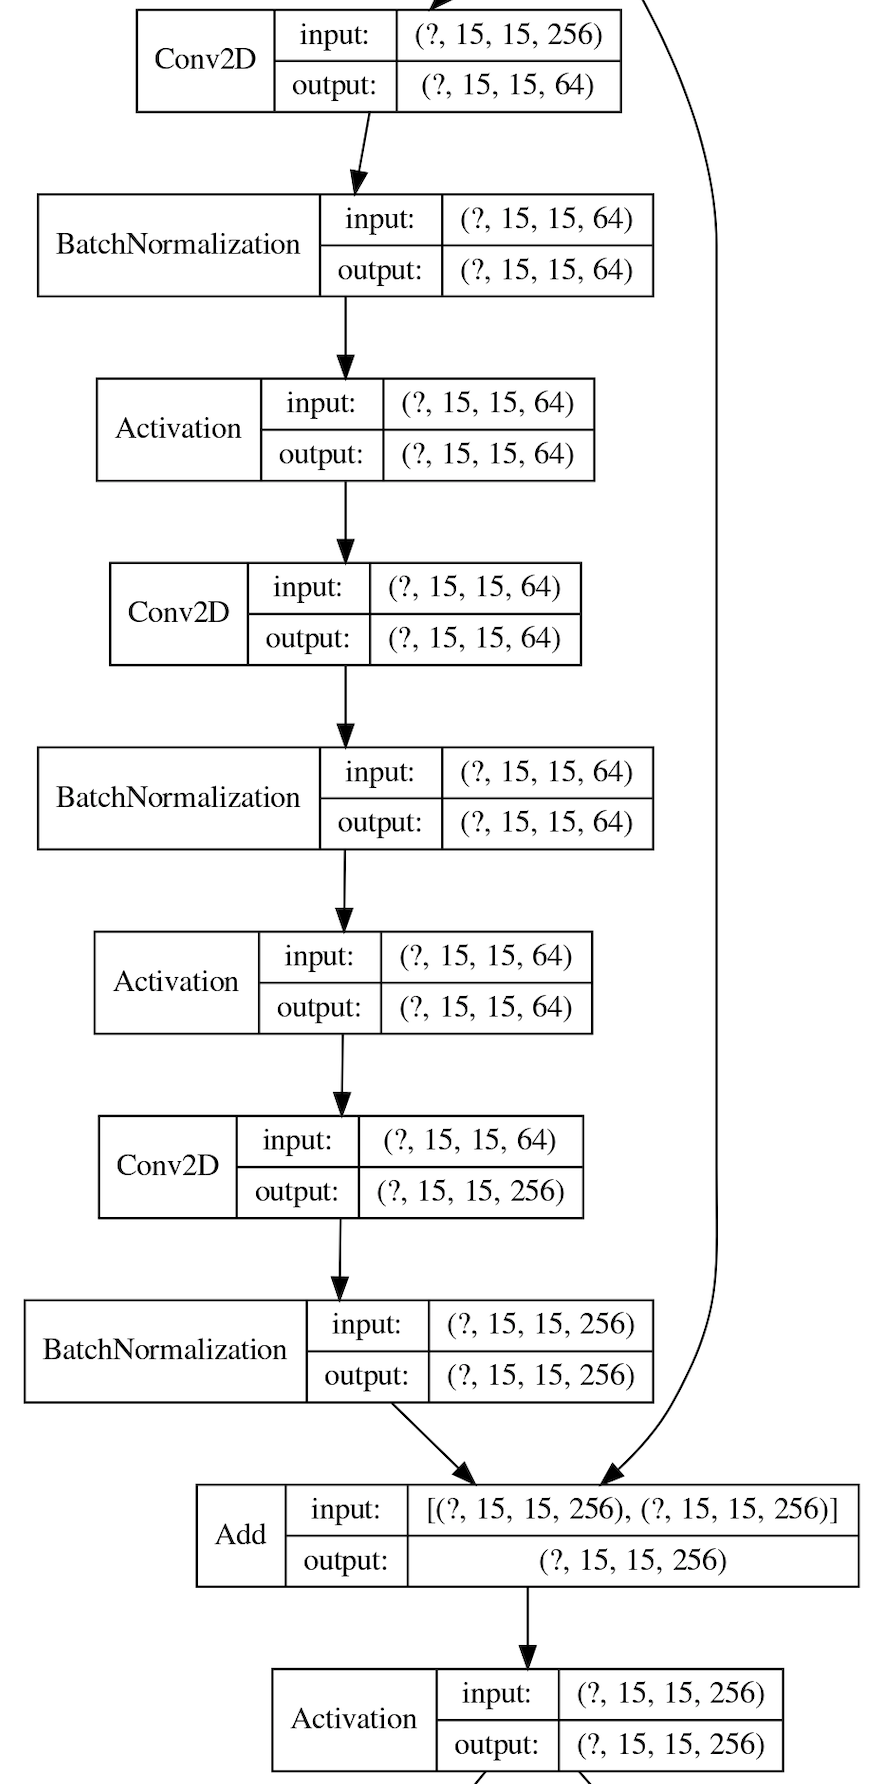 Conv2D
input: (?, 15, 15, 256)
output: (?, 15, 15, 64)
BatchNormalization
input: (?, 15, 15, 64)
output: (?, 15, 15, 64)
Activation
input: (?, 15, 15, 64)
output: (?, 15, 15, 64)
Conv2D
input: (?, 15, 15, 64)
output: (?, 15, 15, 64)
BatchNormalization
input: (?, 15, 15, 64)
output: (?, 15, 15, 64)
Activation
input: (?, 15, 15, 64)
output: (?, 15, 15, 64)
Conv2D
input: (?, 15, 15, 64)
output: (?, 15, 15, 256)
BatchNormalization
input: (?, 15, 15, 256)
output: (?, 15, 15, 256)
Add
input: [(?, 15, 15, 256), (?, 15, 15, 256)]
output: (?, 15, 15, 256)
Activation
input: (?, 15, 15, 256)
output: (?, 15, 15, 256)